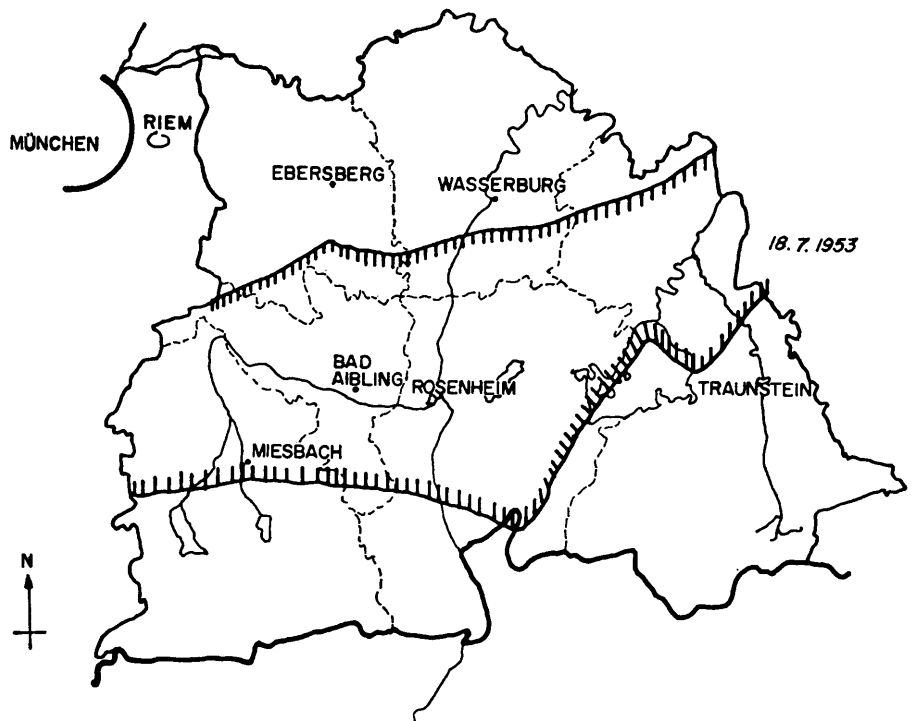 RIEM
MÜNCHEN
EBERSBERG
WASSERBURG
18. 7. 1953
BAD
AIBLING
ROSENHEIM
TRAUNSTEIN
MIESBACH
N